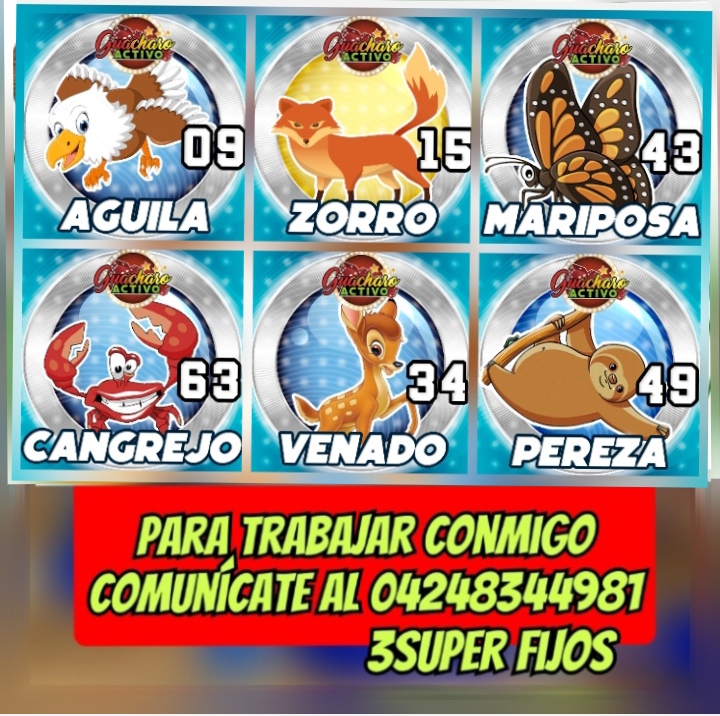 Guacharo
ACTIVO
09
AGUILA
Guacharo
ACTIVO
15
ZORRO
Guacharo
ACTIVO
43
MARIPOSA
Guacharo
ACTIVO
63
CANGREJO
Guacharo
ACTIVO
34
VENADO
Guacharo
ACTIVO
49
PEREZA
PARA TRABAJAR CONMIGO
COMUNÍCATE AL 04248344981
3SUPER FIJOS